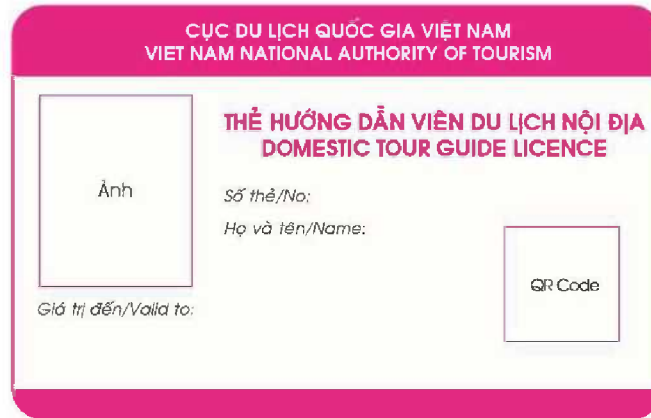 CỤC DU LỊCH QUỐC GIA VIỆT NAM
VIET NAM NATIONAL AUTHORITY OF TOURISM
THẺ HƯỚNG DẪN VIÊN DU LỊCH NỘI ĐỊA
DOMESTIC TOUR GUIDE LICENCE
Ảnh
Số thẻ/No:
Họ và tên/Name:
QR Code
Giá trị đến/Valid to: